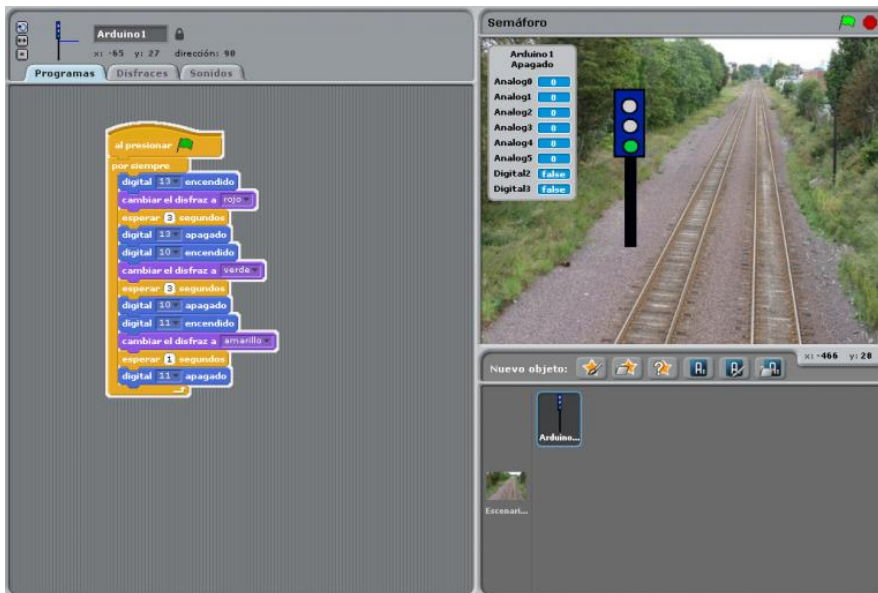 Arduino1
x: -65 y: 27 dirección: 90
Programas
Disfraces
Sonidos
al presionar
por siempre
digital 13 encendido
cambiar el disfraz a rojo
esperar 3 segundos
digital 13 apagado
digital 10 encendido
cambiar el disfraz a verde
esperar 3 segundos
digital 10 apagado
digital 11 encendido
cambiar el disfraz a amarillo
esperar 1 segundos
digital 11 apagado
Semáforo
Arduino1
Apagado
Analog0 0
Analog1 0
Analog2 0
Analog3 0
Analog4 0
Analog5 0
Digital2 false
Digital3 false
x: -466 y: 28
Nuevo objeto:
Arduino...
Escenari...